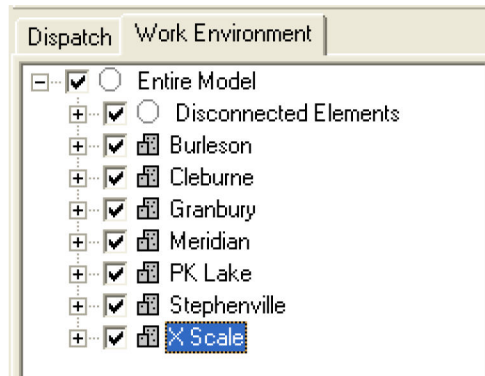 Dispatch Work Environment
Entire Model
Disconnected Elements
Burleson
Cleburne
Granbury
Meridian
PK Lake
Stephenville
X Scale